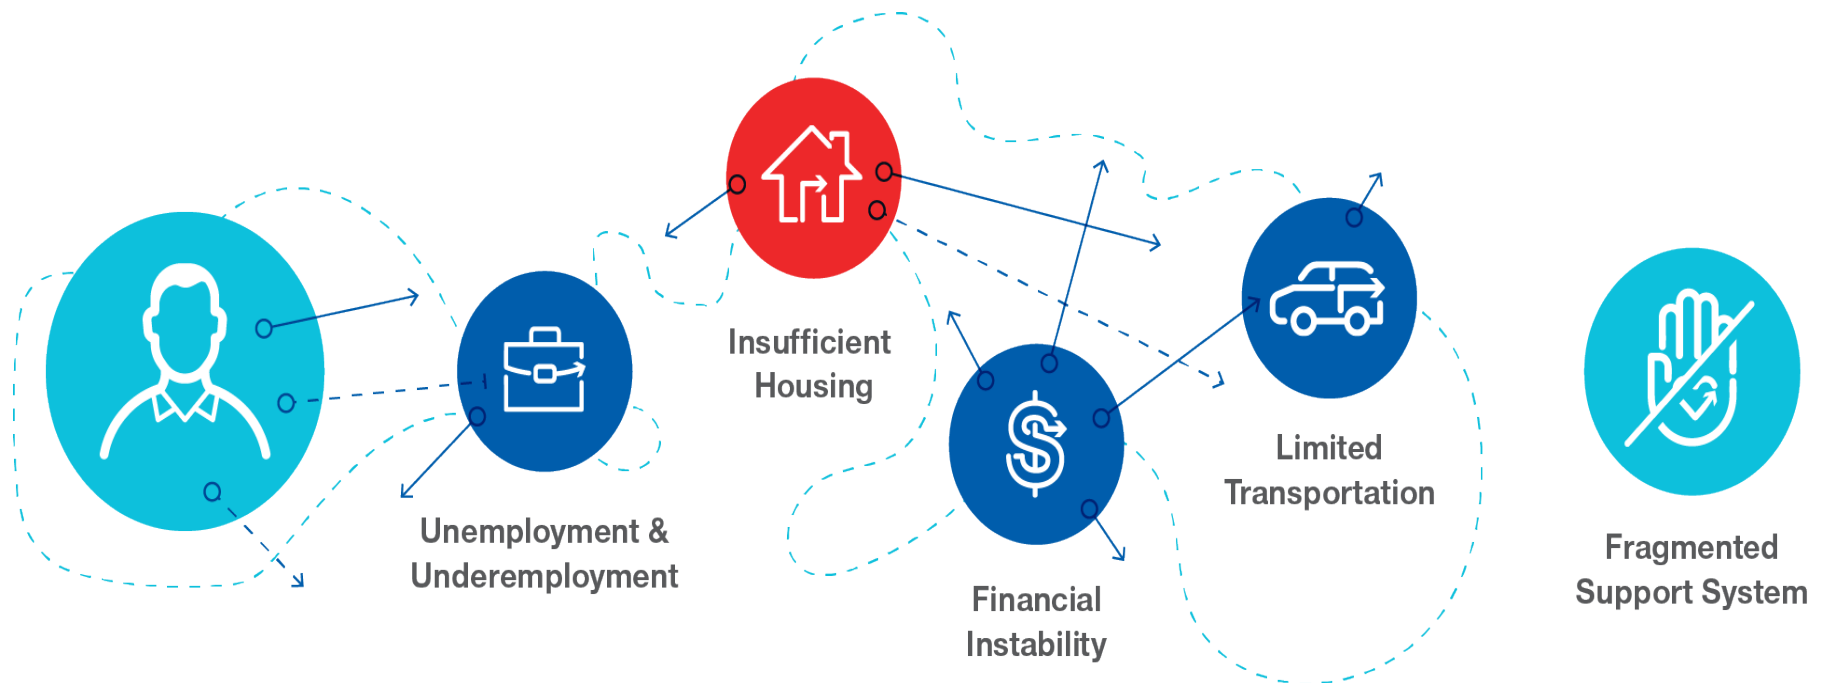 Unemployment &
Underemployment
Insufficient
Housing
Financial
Instability
Limited
Transportation
Fragmented
Support System